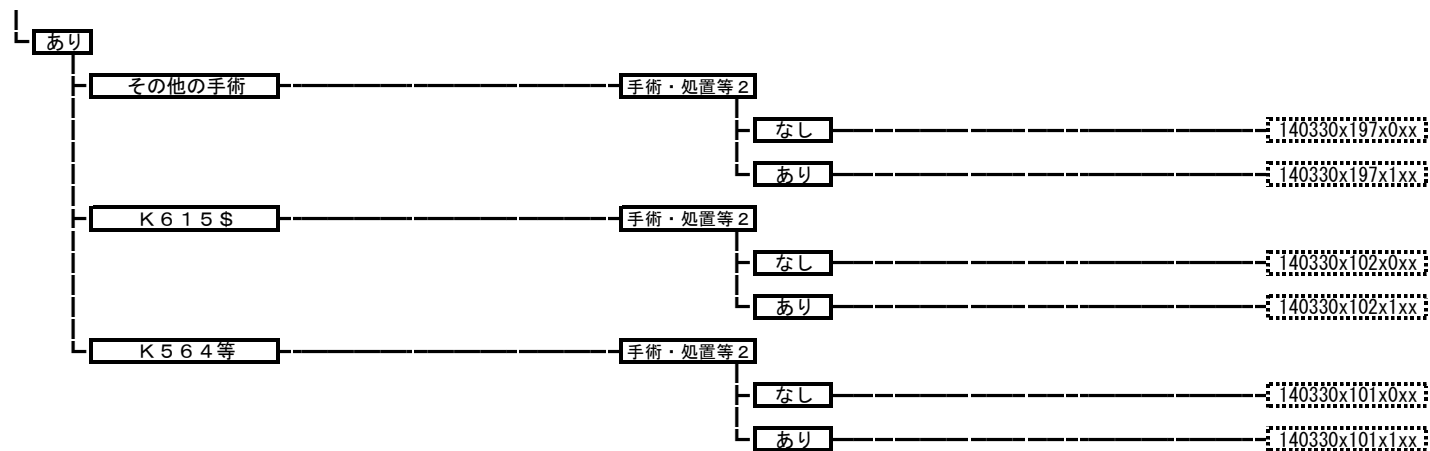 あり
その他の手術 手術・処置等2
なし 140330x197x0xx
あり 140330x197x1xx
K615$ 手術・処置等2
なし 140330x102x0xx
あり 140330x102x1xx
K564等 手術・処置等2
なし 140330x101x0xx
あり 140330x101x1xx